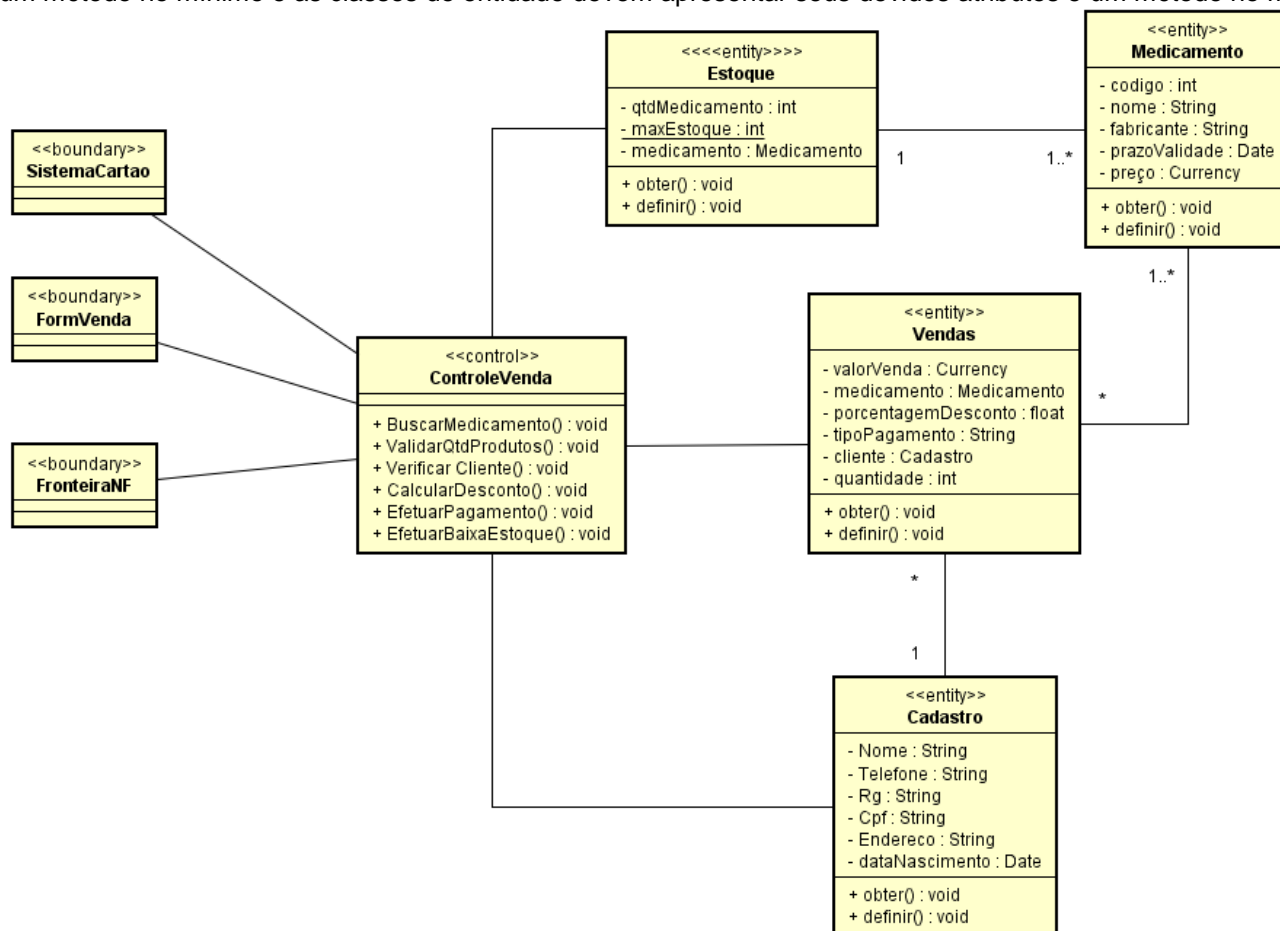 um método no mínimo e as classes de entidade devem apresentar seus devidos atributos e um método no
<<boundary>>
SistemaCartao
<<boundary>>
FormVenda
<<boundary>>
FronteiraNF
<<control>>
ControleVenda
+ BuscarMedicamento() : void
+ ValidarQtdProdutos() : void
+ Verificar Cliente() : void
+ CalcularDesconto() : void
+ EfetuarPagamento() : void
+ EfetuarBaixaEstoque() : void
<<<<entity>>>>
Estoque
- qtdMedicamento : int
- maxEstoque : int
- medicamento : Medicamento
+ obter() : void
+ definir() : void
1
1..*
<<entity>>
Medicamento
- codigo : int
- nome : String
- fabricante : String
- prazoValidade : Date
- preço : Currency
+ obter() : void
+ definir() : void
1..*
*
<<entity>>
Vendas
- valorVenda : Currency
- medicamento : Medicamento
- porcentagemDesconto : float
- tipoPagamento : String
- cliente : Cadastro
- quantidade : int
+ obter() : void
+ definir() : void
*
1
<<entity>>
Cadastro
- Nome : String
- Telefone : String
- Rg : String
- Cpf : String
- Endereco : String
- dataNascimento : Date
+ obter() : void
+ definir() : void